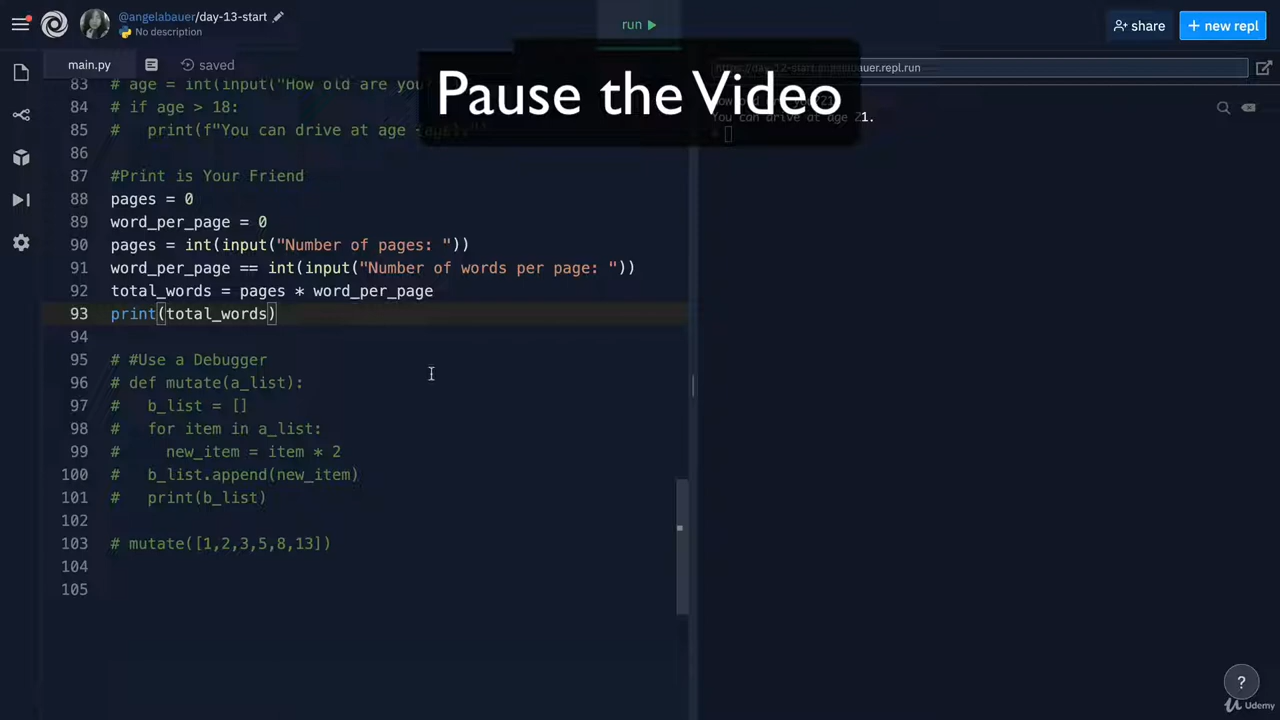 @angelabauer/day-13-start
No description
run
share
+ new repl
main.py
saved
Pause the Video
83 # age = int(input("How old are you?
84 # if age > 18:
85 #   print(f"You can drive at age {age}.")
86
87 #Print is Your Friend
88 pages = 0
89 word_per_page = 0
90 pages = int(input("Number of pages: "))
91 word_per_page == int(input("Number of words per page: "))
92 total_words = pages * word_per_page
93 print(total_words)
94
95 # #Use a Debugger
96 # def mutate(a_list):
97 #   b_list = []
98 #   for item in a_list:
99 #     new_item = item * 2
100 #   b_list.append(new_item)
101 #   print(b_list)
102
103 # mutate([1,2,3,5,8,13])
104
105
You can drive at age 21.
?
Udemy